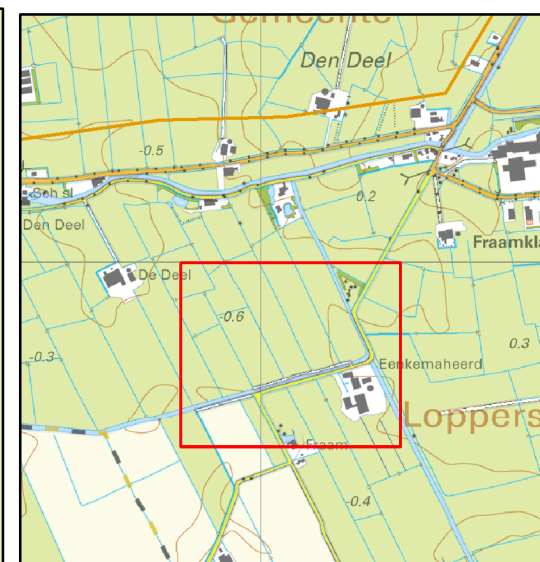 Gemeente
Den Deel
-0.5
Sch sl
0.2
Den Deel
Fraamkla
De Deel
-0.6
-0.3
0.3
Eenkemaheerd
Loppers
Fraam
-0.4